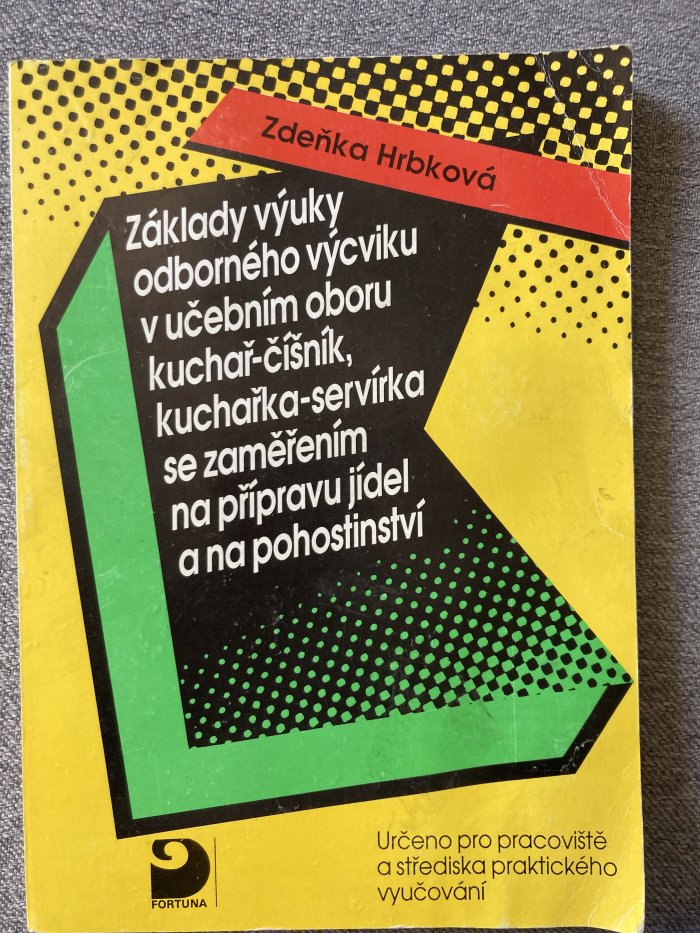 Zdeňka Hrbková
Základy výuky
odborného výcviku
v učebním oboru
kuchař-číšník,
kuchařka-servírka
se zaměřením
na přípravu jídel
a na pohostinství
Určeno pro pracoviště
a střediska praktického
vyučování
FORTUNA